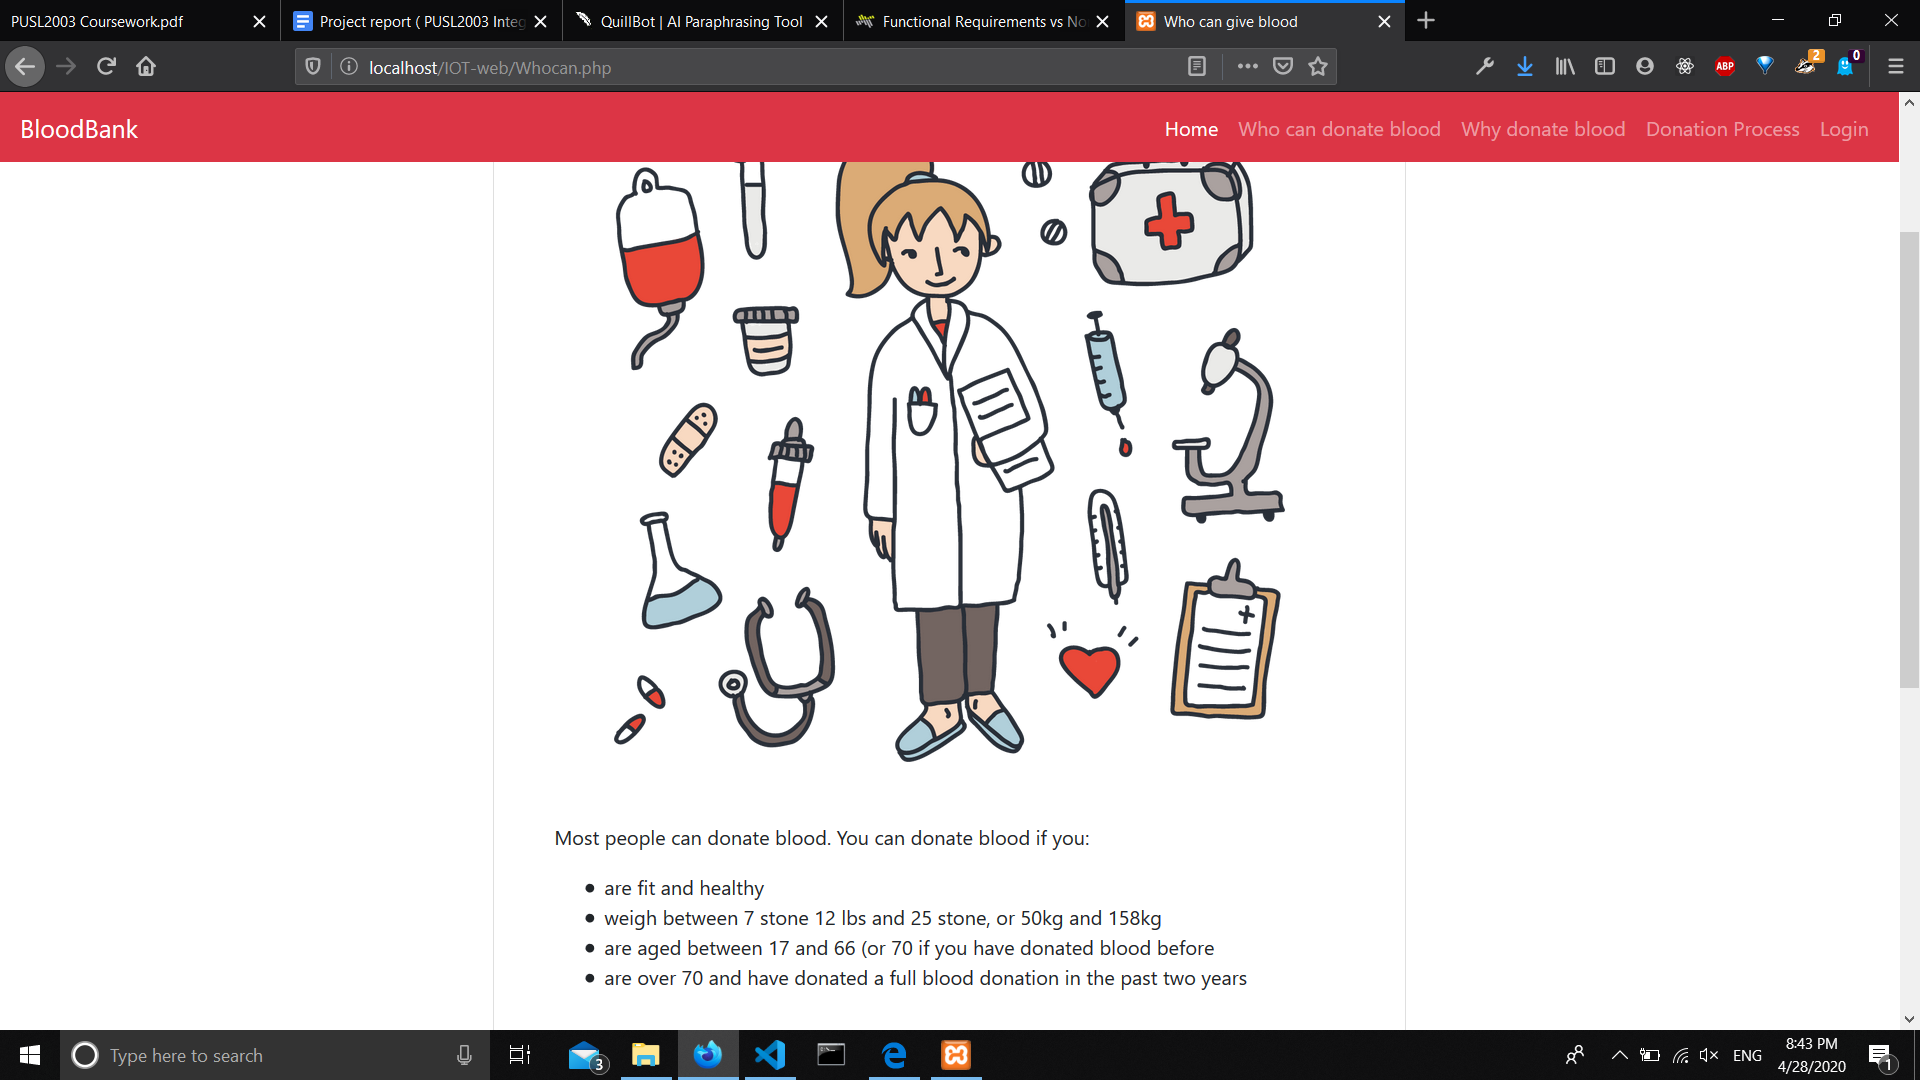 PUSL2003 Coursework.pdf
Project report ( PUSL2003 Integ
QuillBot | AI Paraphrasing Tool
Functional Requirements vs No
Who can give blood
localhost/IOT-web/Whocan.php
ABP
2
0
BloodBank
Home
Who can donate blood
Why donate blood
Donation Process
Login
Most people can donate blood. You can donate blood if you:
are fit and healthy
weigh between 7 stone 12 lbs and 25 stone, or 50kg and 158kg
are aged between 17 and 66 (or 70 if you have donated blood before
are over 70 and have donated a full blood donation in the past two years
Type here to search
3
ENG
8:43 PM
4/28/2020
1